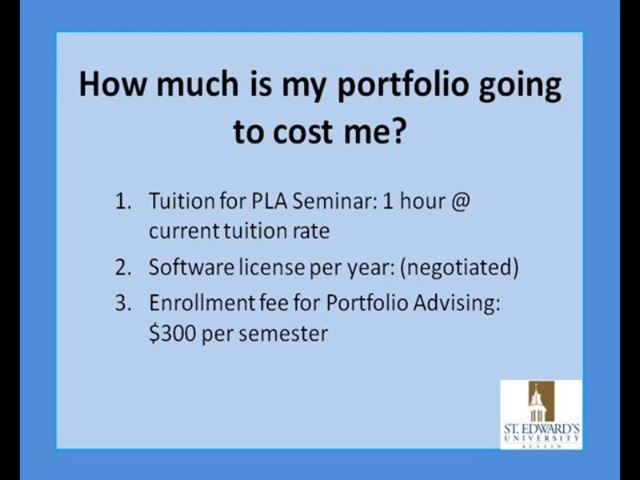 How much is my portfolio going
to cost me?
1. Tuition for PLA Seminar: 1 hour @
current tuition rate
2. Software license per year: (negotiated)
3. Enrollment fee for Portfolio Advising:
$300 per semester
ST. EDWARD'S
UNIVERSITY
AUSTIN